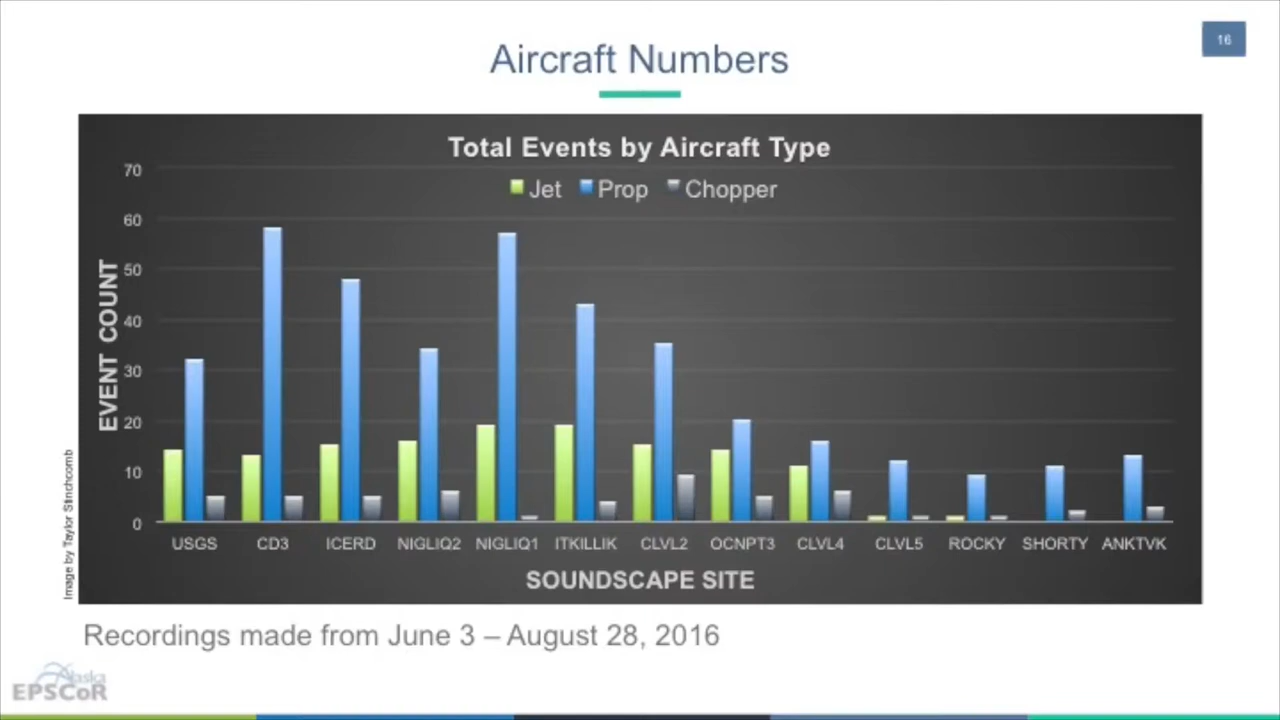 16
Aircraft Numbers
Total Events by Aircraft Type
Jet Prop Chopper
EVENT COUNT
70
60
50
40
30
20
10
0
USGS CD3 ICERD NIGLIQ2 NIGLIQ1 ITKILLIK CLVL2 OCNPT3 CLVL4 CLVL5 ROCKY SHORTY ANKTVK
SOUNDSCAPE SITE
Image by Taylor Stinchcomb
Recordings made from June 3 – August 28, 2016
Alaska
EPSCoR